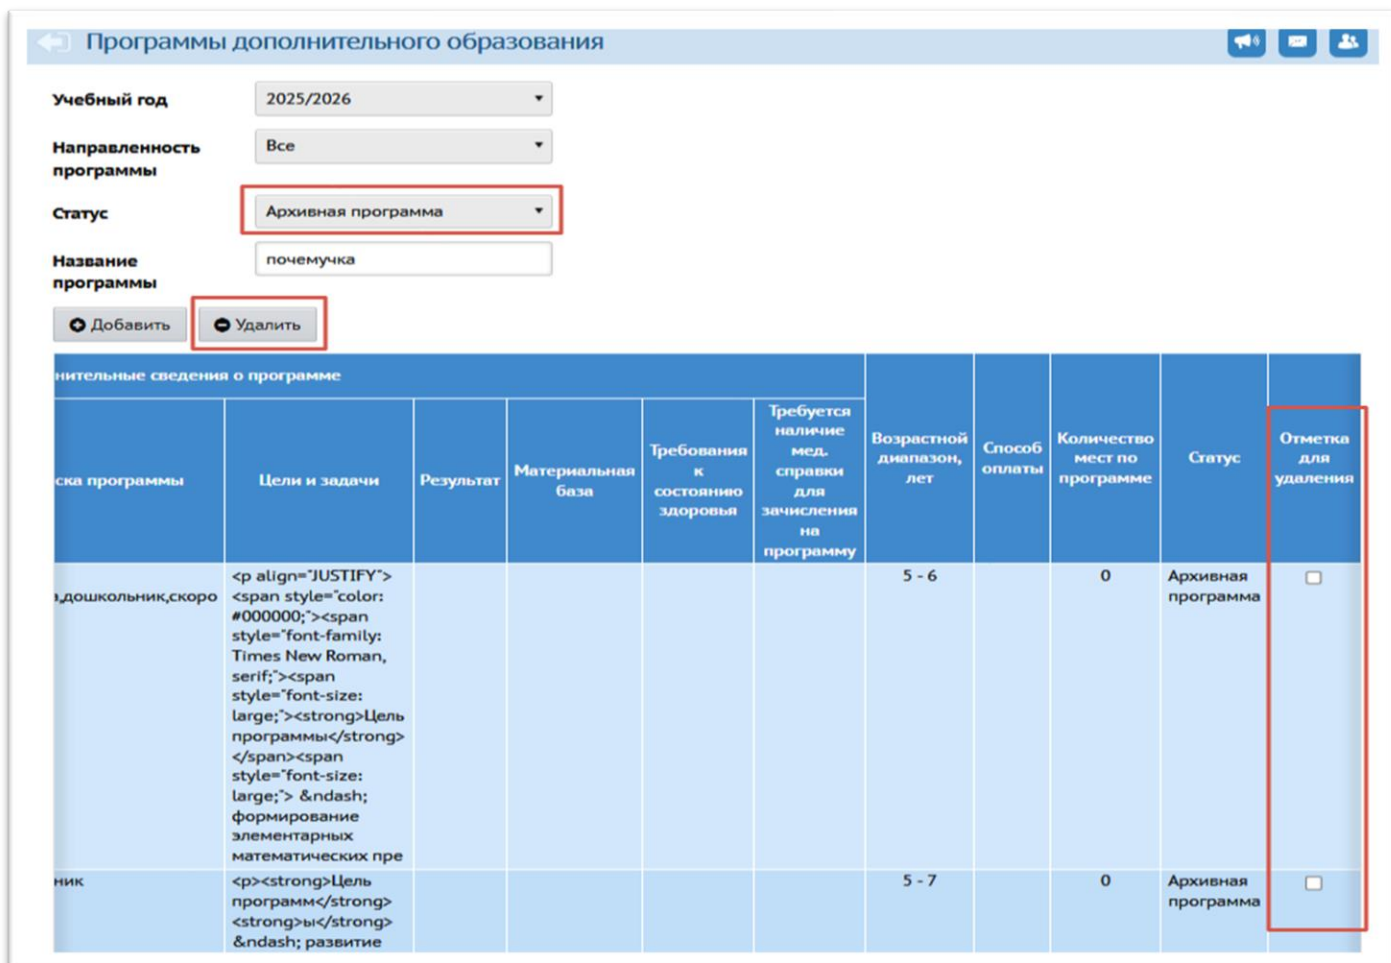 Программы дополнительного образования
Учебный год
2025/2026
Направленность
программы
Все
Статус
Архивная программа
Название
программы
почемучка
Добавить
Удалить
нительные сведения о программе
ска программы
Цели и задачи
Результат
Материальная
база
Требования
к
состоянию
здоровья
Требуется
наличие
мед.
справки
для
зачисления
на
программу
Возрастной
диапазон,
лет
Способ
оплаты
Количество
мест по
программе
Статус
Отметка
для
удаления
а,дошкольник,скоро
<p align="JUSTIFY">
<span style="color:
#000000;"><span
style="font-family:
Times New Roman,
serif;"><span
style="font-size:
large;"><strong>Цель
программы</strong>
</span><span
style="font-size:
large;"> &ndash;
формирование
элементарных
математических пре
5 - 6
0
Архивная
программа
ник
<p><strong>Цель
программ</strong>
<strong>ы</strong>
&ndash; развитие
5 - 7
0
Архивная
программа